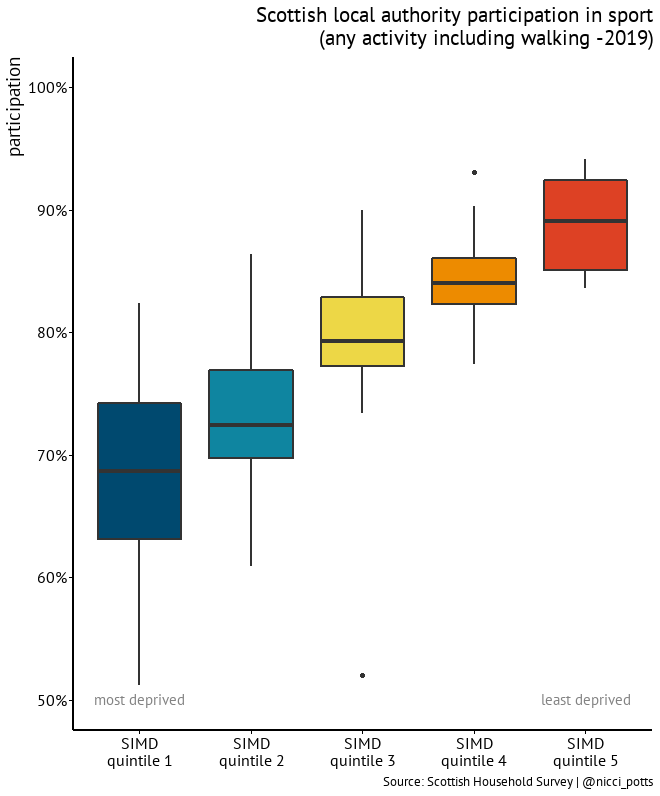 Scottish local authority participation in sport
(any activity including walking -2019)
participation
100%
90%
80%
70%
60%
50%
most deprived
least deprived
SIMD
quintile 1
SIMD
quintile 2
SIMD
quintile 3
SIMD
quintile 4
SIMD
quintile 5
Source: Scottish Household Survey | @nicci_potts